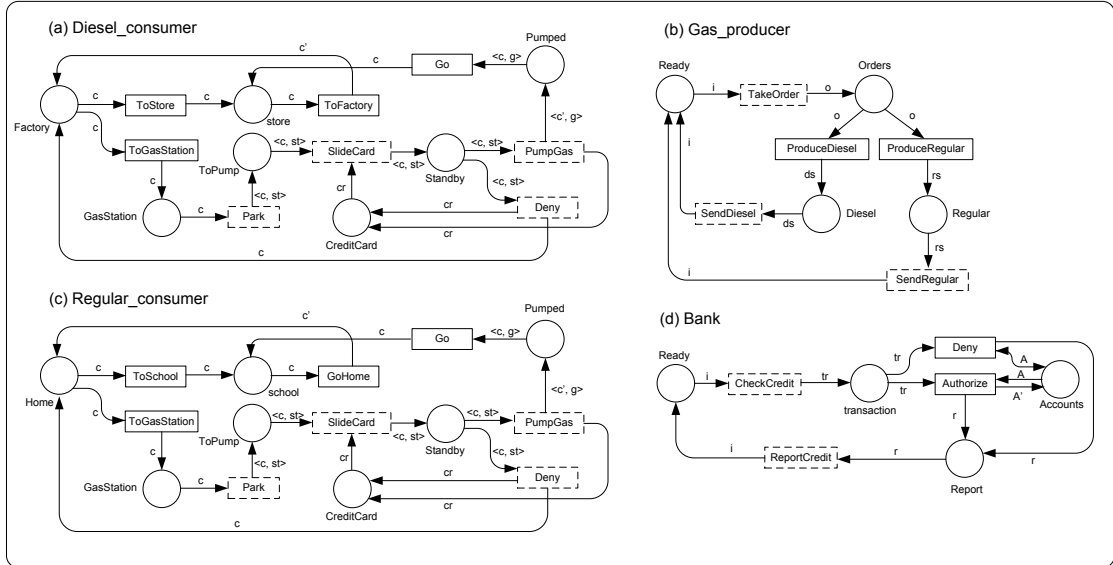 (a) Diesel_consumer
Pumped
c'
c
Go
<c, g>
c
ToStore
c
c
ToFactory
Factory
store
<c', g>
c
ToGasStation
<c, st>
SlideCard
<c, st>
PumpGas
ToPump
<c, st>
c
Standby
<c, st>
<c, st>
cr
Deny
cr
GasStation
c
Park
CreditCard
cr
c
(b) Gas_producer
Ready
Orders
i
TakeOrder
o
o
o
ProduceDiesel
ProduceRegular
i
ds
rs
SendDiesel
ds
Diesel
Regular
rs
i
SendRegular
(c) Regular_consumer
Pumped
c'
c
Go
<c, g>
c
ToSchool
c
c
GoHome
Home
school
<c', g>
c
ToGasStation
<c, st>
SlideCard
<c, st>
PumpGas
ToPump
<c, st>
c
Standby
<c, st>
<c, st>
cr
Deny
cr
GasStation
c
Park
CreditCard
cr
c
(d) Bank
Ready
Deny
tr
A
i
CheckCredit
tr
tr
Authorize
A
A'
transaction
Accounts
r
i
ReportCredit
r
r
Report